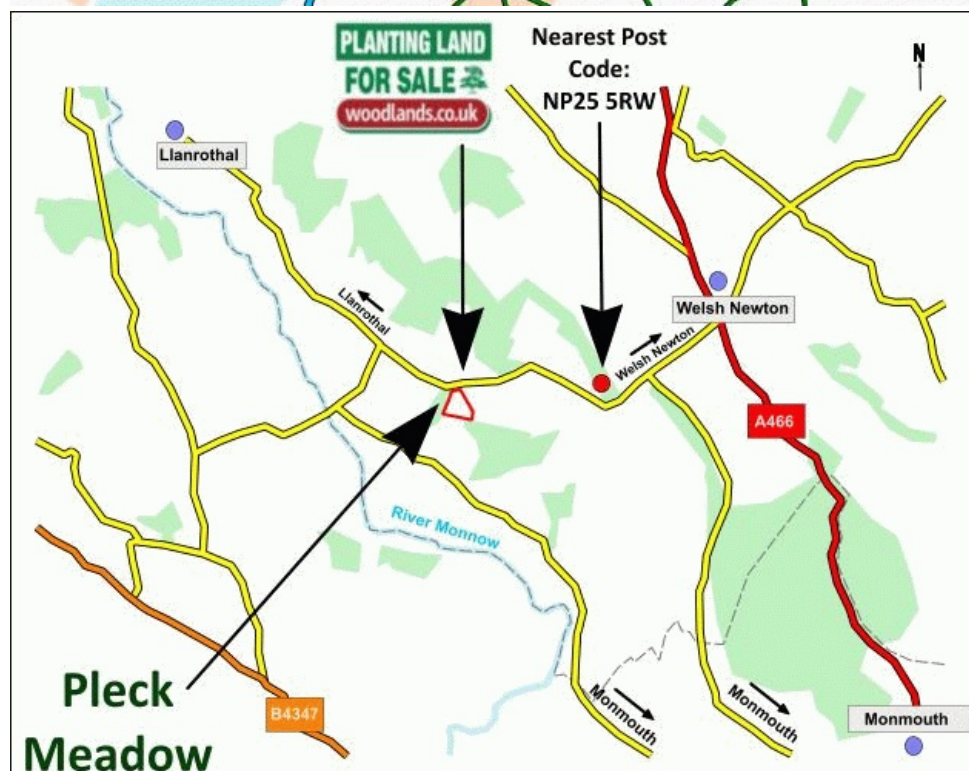 PLANTING LAND
FOR SALE
woodlands.co.uk
Nearest Post
Code:
NP25 5RW
N
Llanrothal
Llanrothal
Welsh Newton
Welsh Newton
A466
River Monnow
Pleck
Meadow
B4347
Monmouth
Monmouth
Monmouth